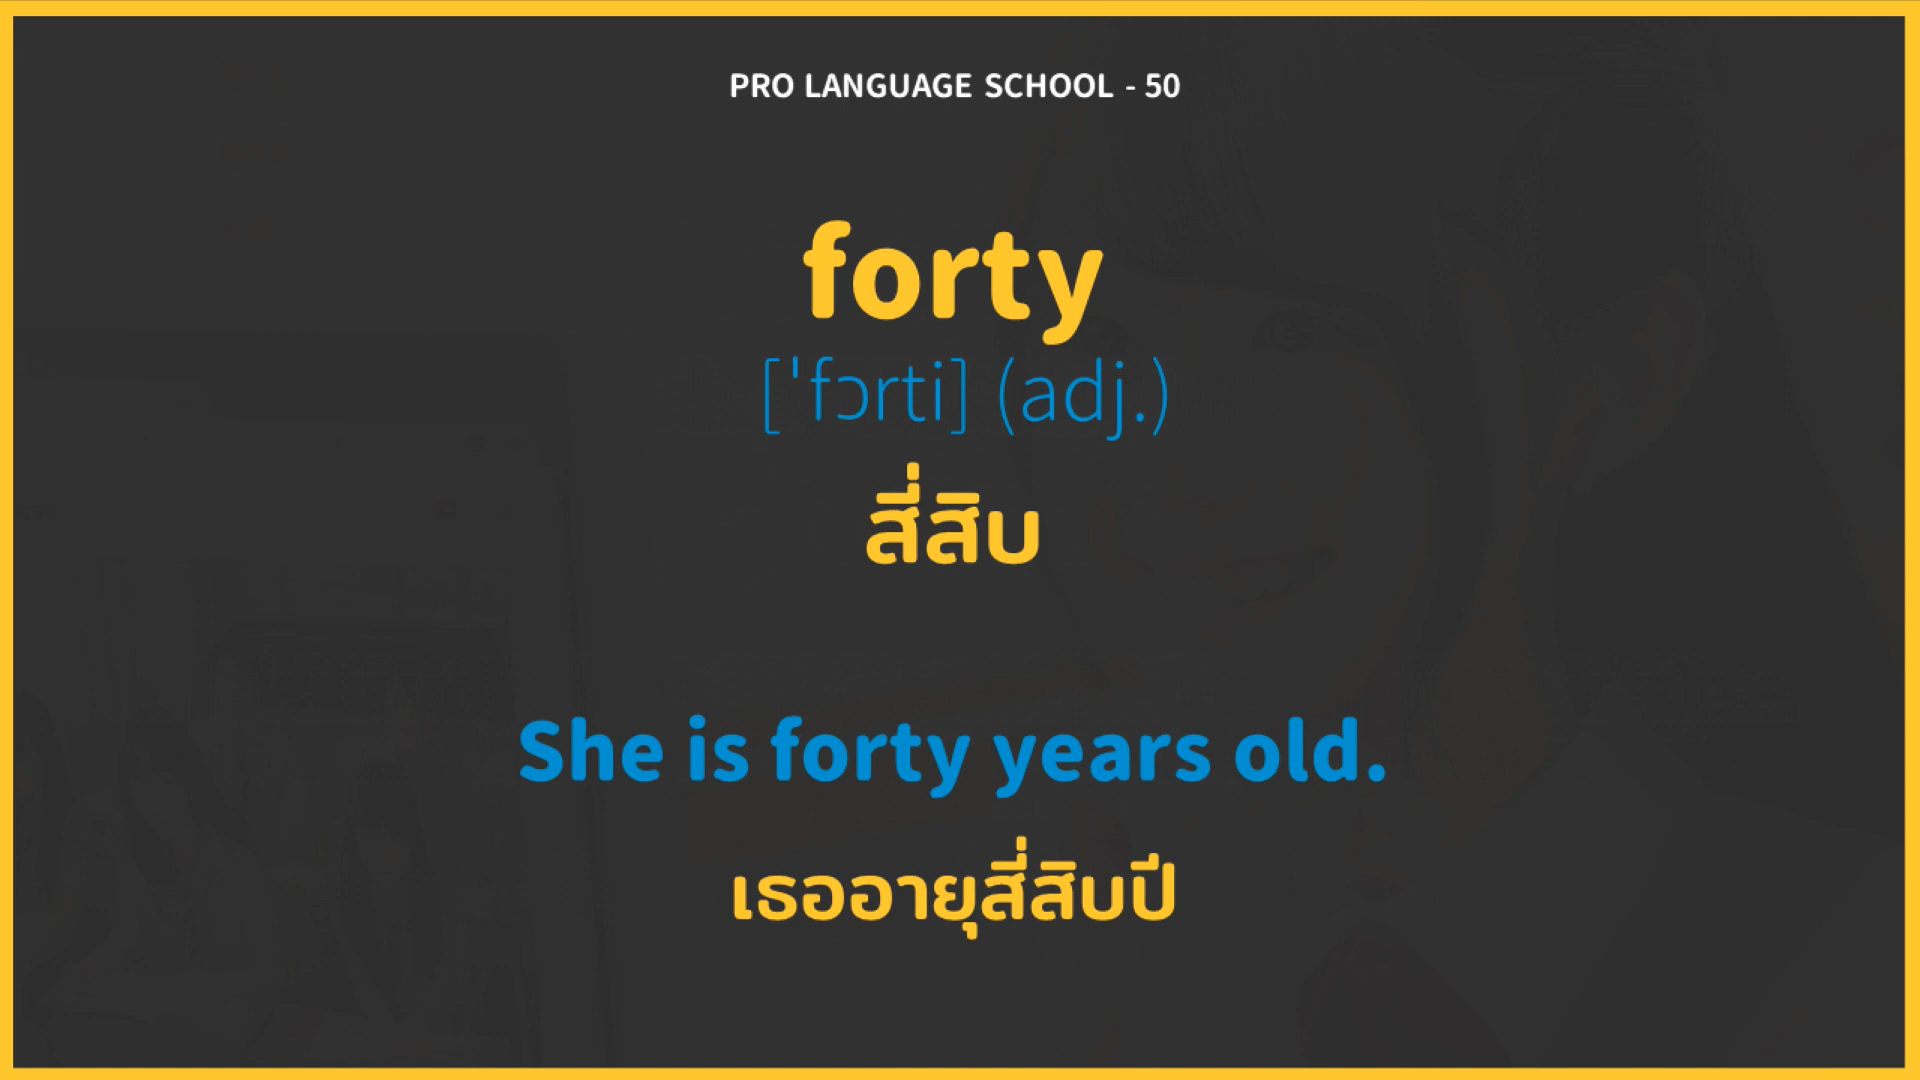 PRO LANGUAGE SCHOOL - 50
forty
[ˈfɔrti] (adj.)
สี่สิบ
She is forty years old.
เธออายุสี่สิบปี